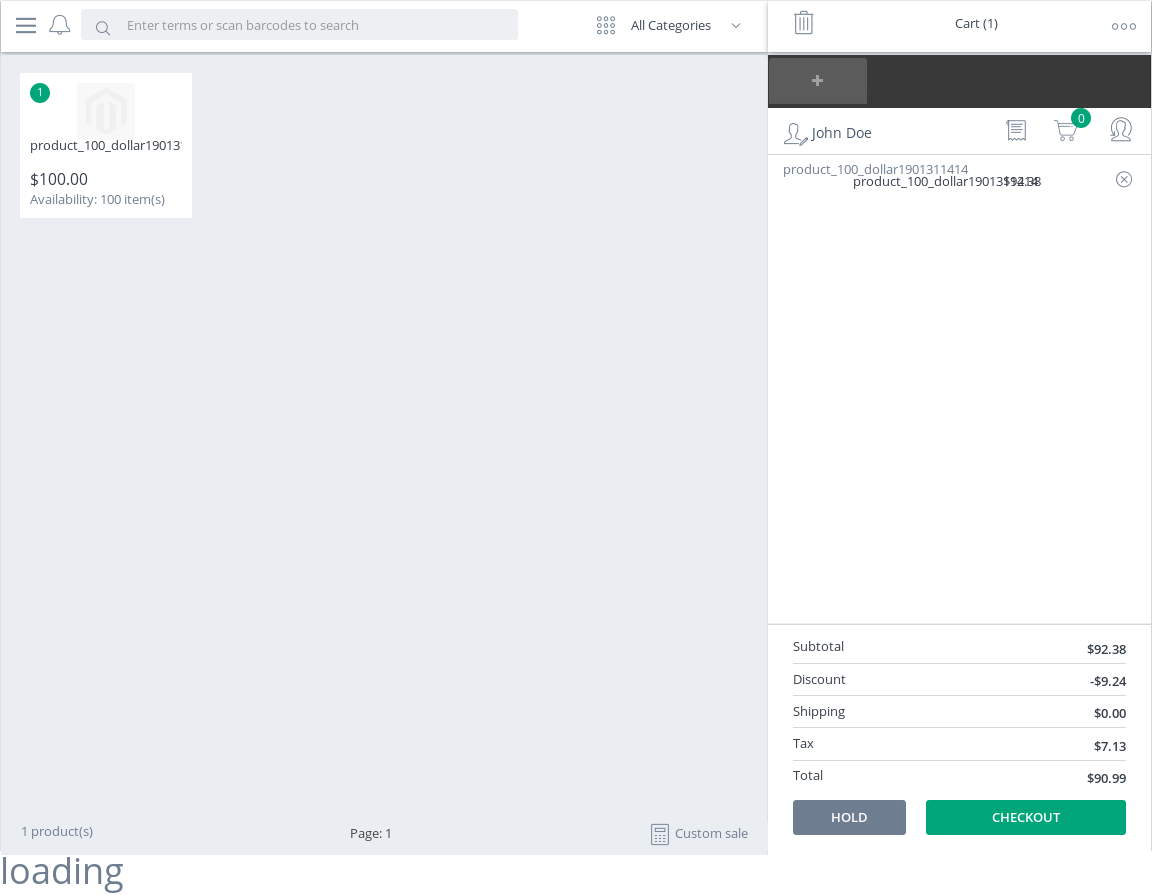 Enter terms or scan barcodes to search
All Categories
Cart (1)
1
product_100_dollar19013
$100.00
Availability: 100 item(s)
John Doe
0
product_100_dollar1901311414
product_100_dollar1901311414
$92.38
Subtotal $92.38
Discount -$9.24
Shipping $0.00
Tax $7.13
Total $90.99
HOLD
CHECKOUT
1 product(s)
Page: 1
Custom sale
loading